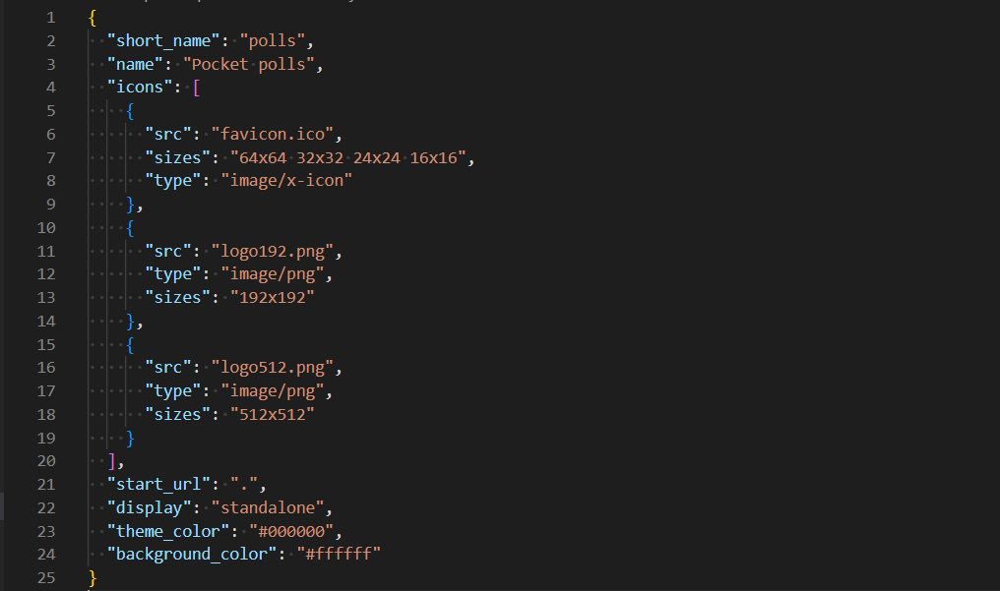 1 {
2 "short_name": "polls",
3 "name": "Pocket polls",
4 "icons": [
5 {
6 "src": "favicon.ico",
7 "sizes": "64x64 32x32 24x24 16x16",
8 "type": "image/x-icon"
9 },
10 {
11 "src": "logo192.png",
12 "type": "image/png",
13 "sizes": "192x192"
14 },
15 {
16 "src": "logo512.png",
17 "type": "image/png",
18 "sizes": "512x512"
19 }
20 ],
21 "start_url": ".",
22 "display": "standalone",
23 "theme_color": "#000000",
24 "background_color": "#ffffff"
25 }